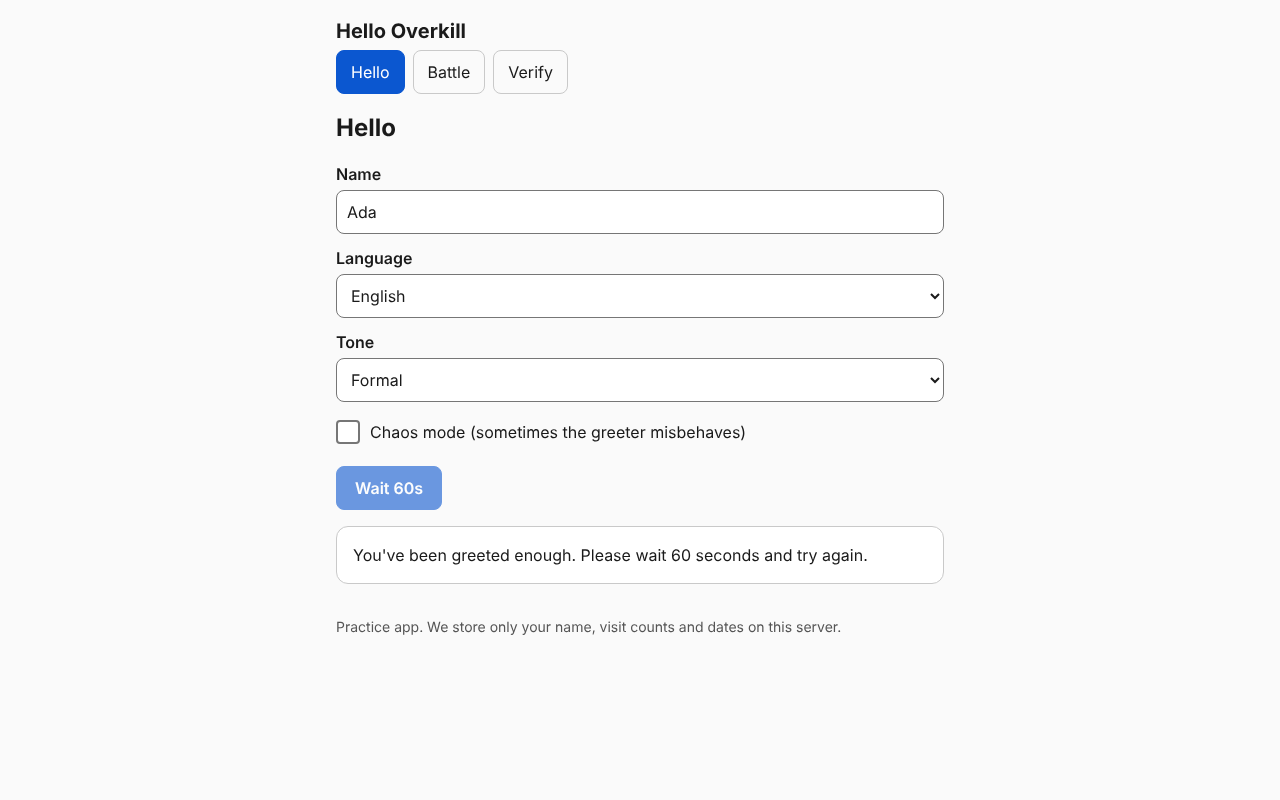 Hello Overkill
Hello
Battle
Verify
Hello
Name
Ada
Language
English
Tone
Formal
Chaos mode (sometimes the greeter misbehaves)
Wait 60s
You've been greeted enough. Please wait 60 seconds and try again.
Practice app. We store only your name, visit counts and dates on this server.